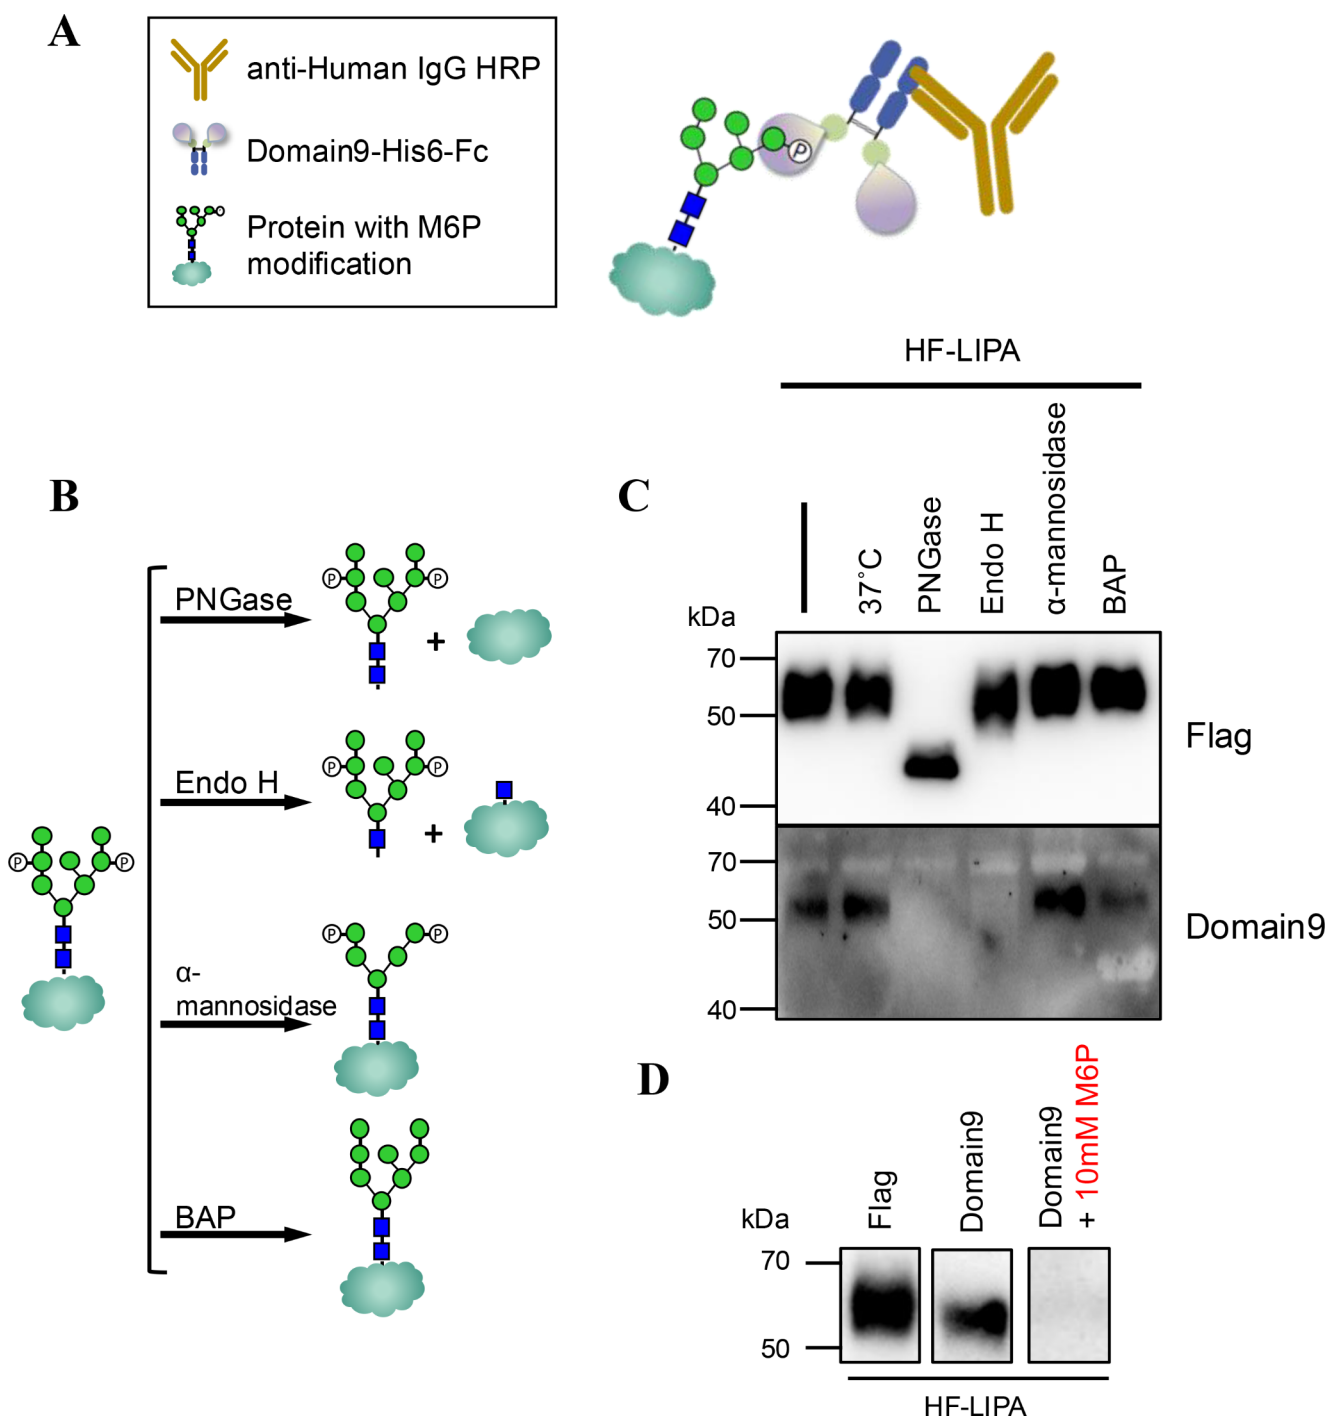 A
anti-Human IgG HRP
Domain9-His6-Fc
Protein with M6P
modification
P
P
HF-LIPA
B
C
PNGase
P
P
+
Endo H
P
P
+
P
P
α-
mannosidase
P
P
BAP
37°C
PNGase
Endo H
α-mannosidase
BAP
kDa
70
50
40
Flag
70
50
40
Domain9
D
Flag
Domain9
Domain9
+ 10mM M6P
kDa
70
50
HF-LIPA